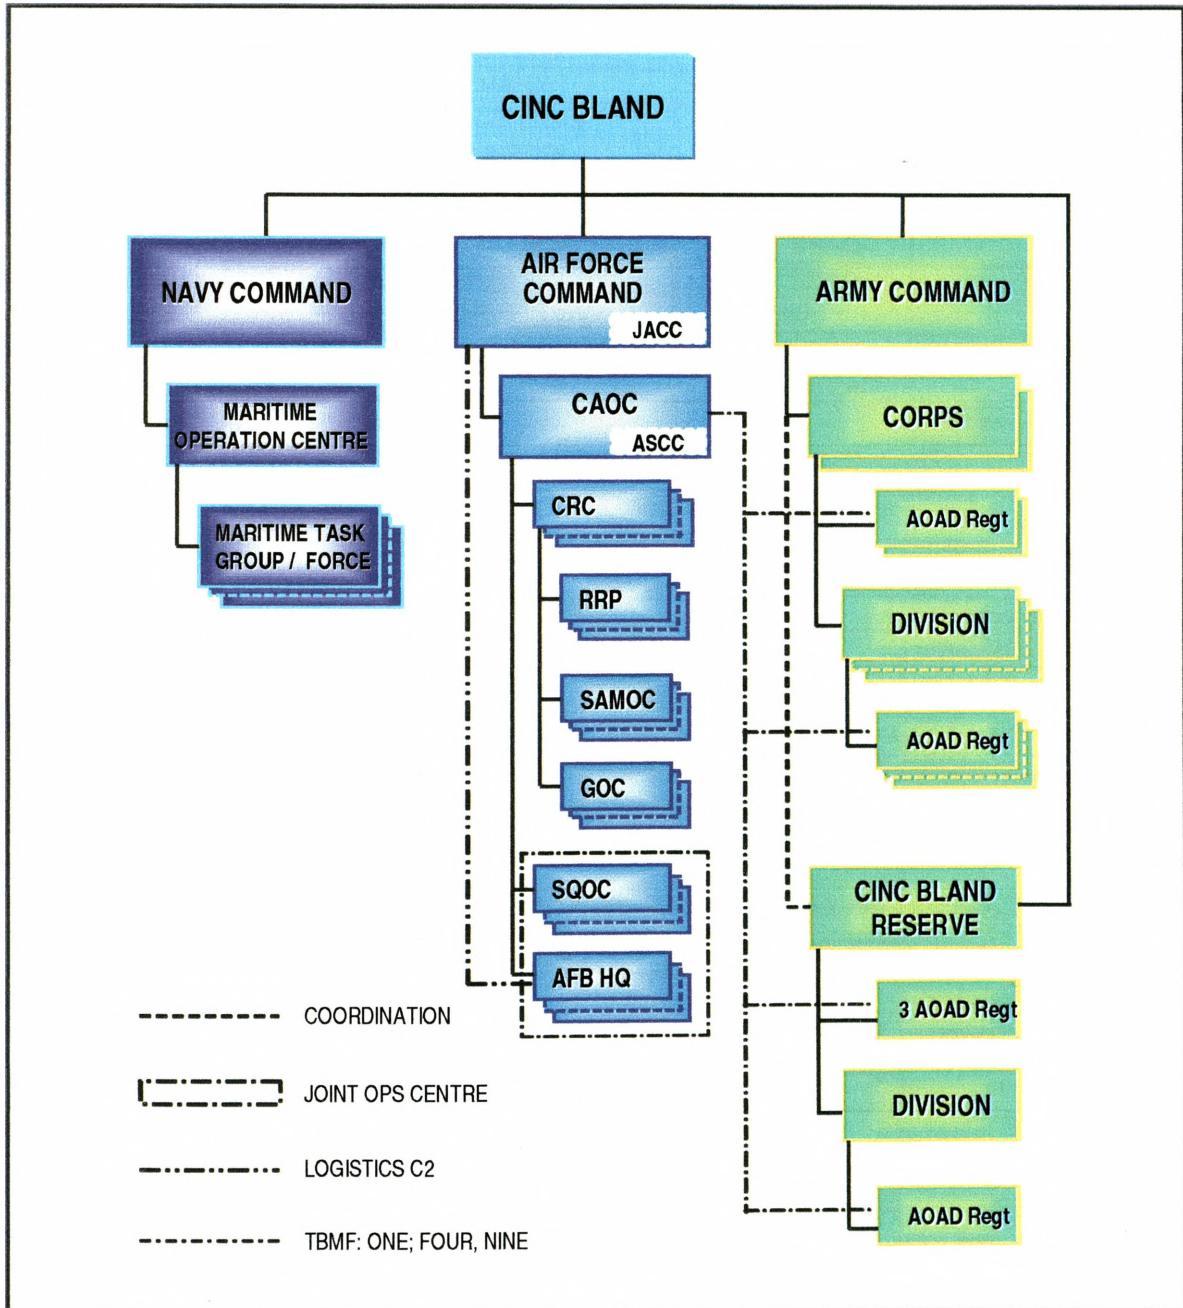 CINC BLAND
NAVY COMMAND
MARITIME
OPERATION CENTRE
MARITIME TASK
GROUP / FORCE
AIR FORCE
COMMAND
JACC
CAOC
ASCC
CRC
RRP
SAMOC
GOC
SQOC
AFB HQ
ARMY COMMAND
CORPS
AOAD Regt
DIVISiON
AOAD Regt
CINC BLAND
RESERVE
3 AOAD Regt
DIVISION
AOAD Regt
COORDINATION
JOINT OPS CENTRE
LOGISTICS C2
TBMF: ONE; FOUR, NINE